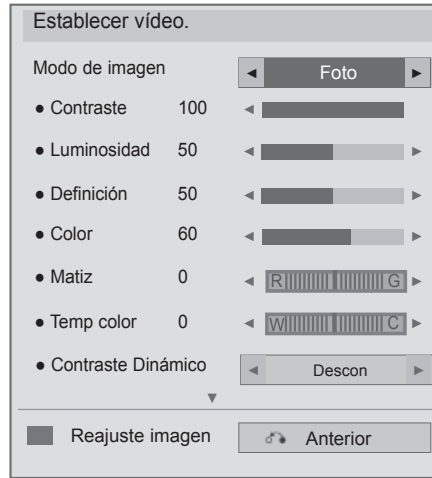 Establecer vídeo.
Modo de imagen ◄ Foto ►
● Contraste 100 ◄
● Luminosidad 50 ◄ ►
● Definición 50 ◄ ►
● Color 60 ◄ ►
● Matiz 0 ◄ R G ►
● Temp color 0 ◄ W C ►
● Contraste Dinámico ◄ Descon ►
▼
Reajuste imagen Anterior